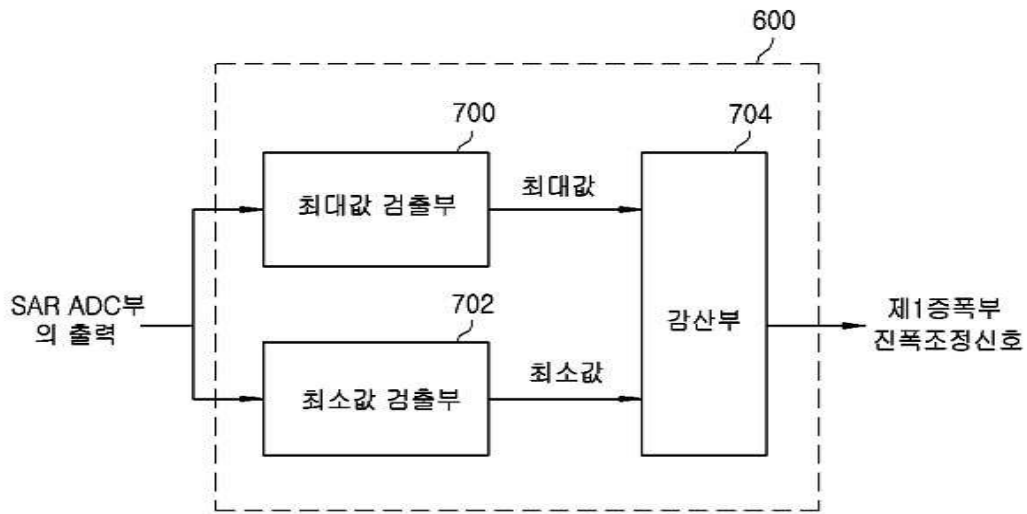 600
700
704
최대값 검출부
최대값
SAR ADC부
의 출력
702
감산부
제1증폭부
진폭조정신호
최소값 검출부
최소값